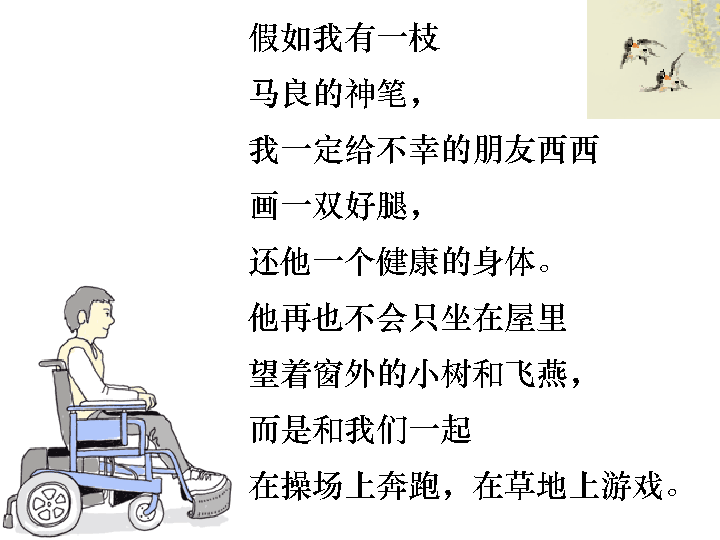 假如我有一枝
马良的神笔，
我一定给不幸的朋友西西
画一双好腿，
还他一个健康的身体。
他再也不会只坐在屋里
望着窗外的小树和飞燕，
而是和我们一起
在操场上奔跑，在草地上游戏。